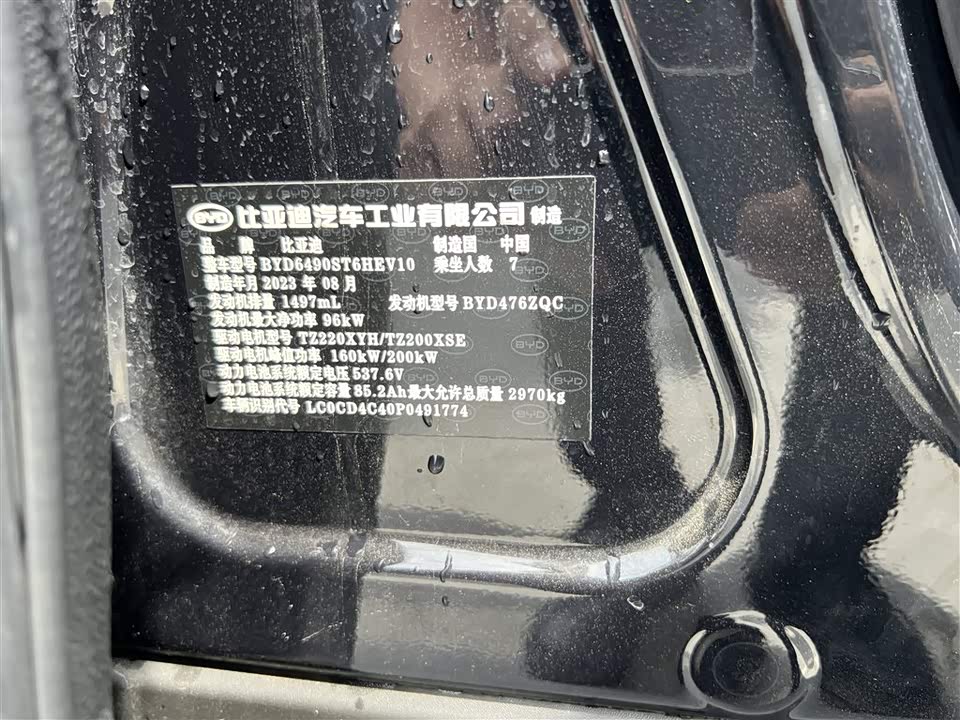 BYD 比亚迪汽车工业有限公司 制造
品 牌 比亚迪 制造国 中国
整车型号 BYD6490ST6HEV10 乘坐人数 7
制造年月 2023 年 08 月
发动机排量 1497mL 发动机型号 BYD476ZQC
发动机最大净功率 96kW
驱动电机型号 TZ220XYH/TZ200XSE
驱动电机峰值功率 160kW/200kW
动力电池系统额定电压 537.6V
动力电池系统额定容量 85.2Ah 最大允许总质量 2970kg
车辆识别代号 LC0CD4C40P0491774